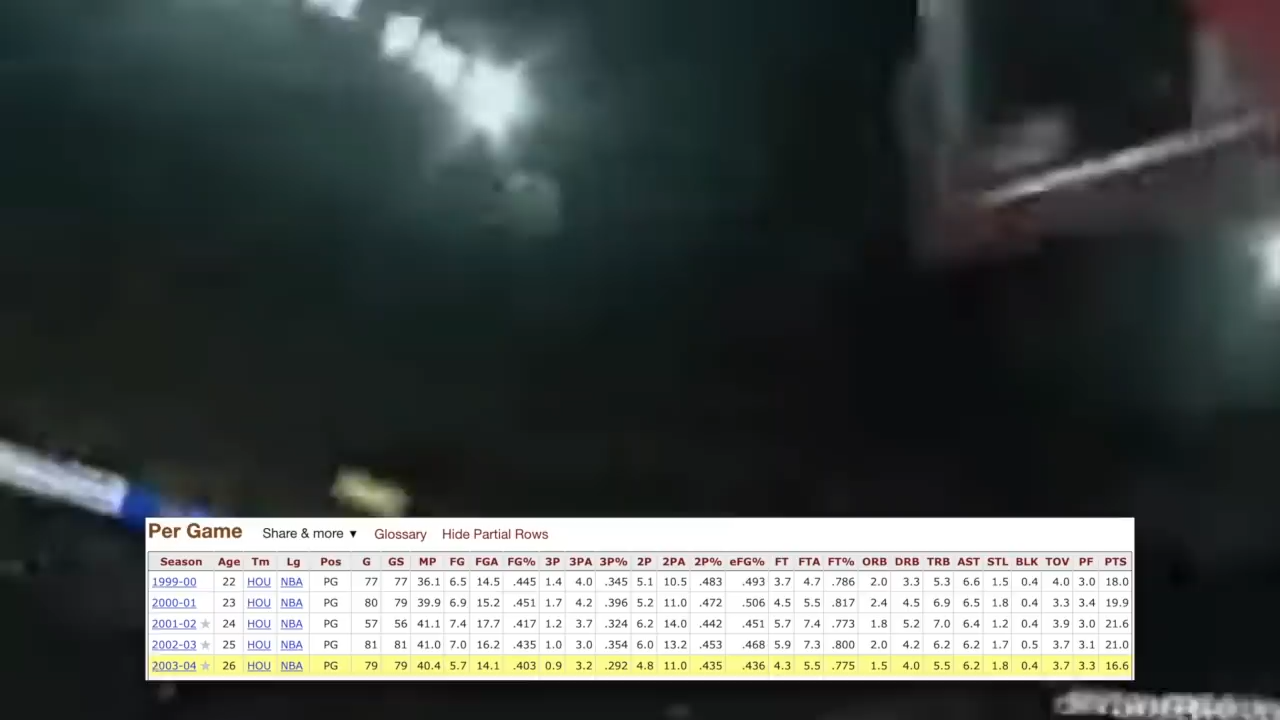 Per Game Share & more ▼ Glossary Hide Partial Rows
Season Age Tm Lg Pos G GS MP FG FGA FG% 3P 3PA 3P% 2P 2PA 2P% eFG% FT FTA FT% ORB DRB TRB AST STL BLK TOV PF PTS
1999-00 22 HOU NBA PG 77 77 36.1 6.5 14.5 .445 1.4 4.0 .345 5.1 10.5 .483 .493 3.7 4.7 .786 2.0 3.3 5.3 6.6 1.5 0.4 4.0 3.0 18.0
2000-01 23 HOU NBA PG 80 79 39.9 6.9 15.2 .451 1.7 4.2 .396 5.2 11.0 .472 .506 4.5 5.5 .817 2.4 4.5 6.9 6.5 1.8 0.4 3.3 3.4 19.9
2001-02 ★ 24 HOU NBA PG 57 56 41.1 7.4 17.7 .417 1.2 3.7 .324 6.2 14.0 .442 .451 5.7 7.4 .773 1.8 5.2 7.0 6.4 1.2 0.4 3.9 3.0 21.6
2002-03 ★ 25 HOU NBA PG 81 81 41.0 7.0 16.2 .435 1.0 3.0 .354 6.0 13.2 .453 .468 5.9 7.3 .800 2.0 4.2 6.2 6.2 1.7 0.5 3.7 3.1 21.0
2003-04 ★ 26 HOU NBA PG 79 79 40.4 5.7 14.1 .403 0.9 3.2 .292 4.8 11.0 .435 .436 4.3 5.5 .775 1.5 4.0 5.5 6.2 1.8 0.4 3.7 3.3 16.6